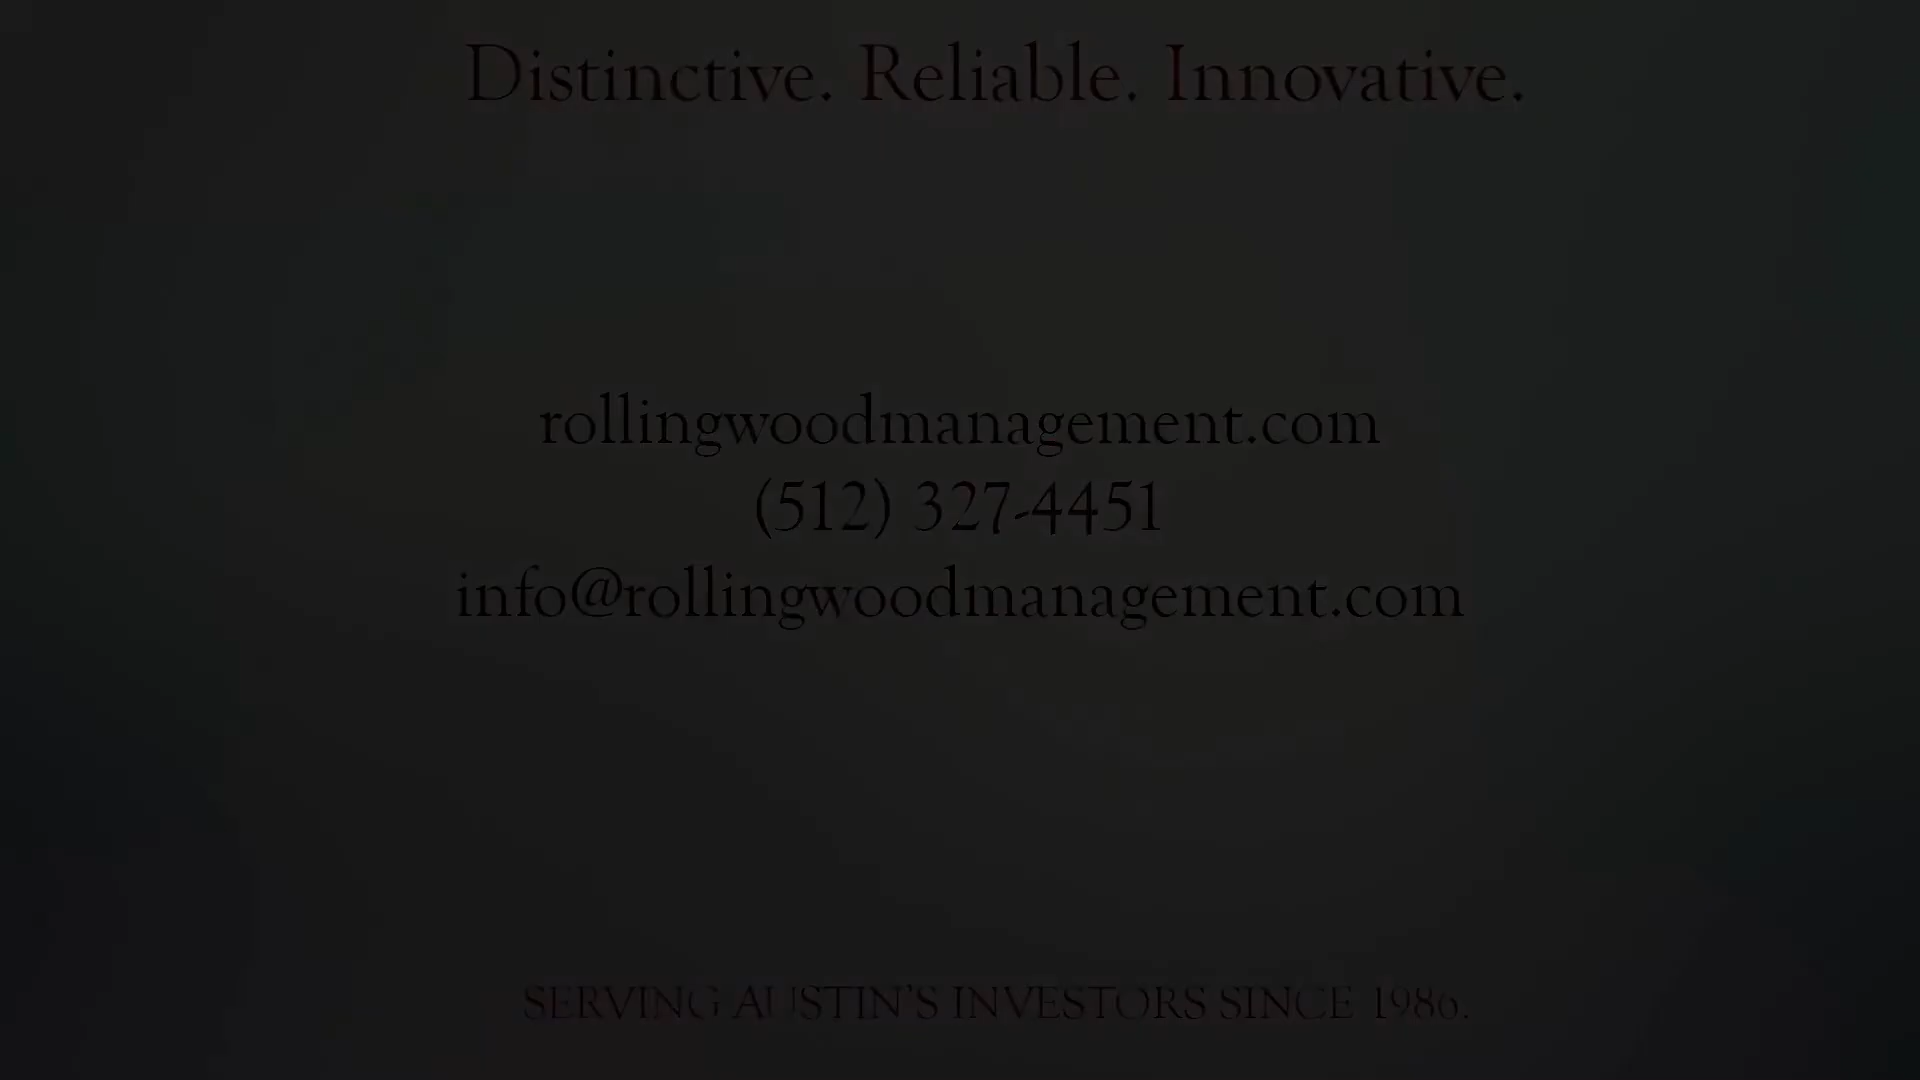 Distinctive. Reliable. Innovative.
rollingwoodmanagement.com
(512) 327-4451
info@rollingwoodmanagement.com
SERVING AUSTIN'S INVESTORS SINCE 1986.